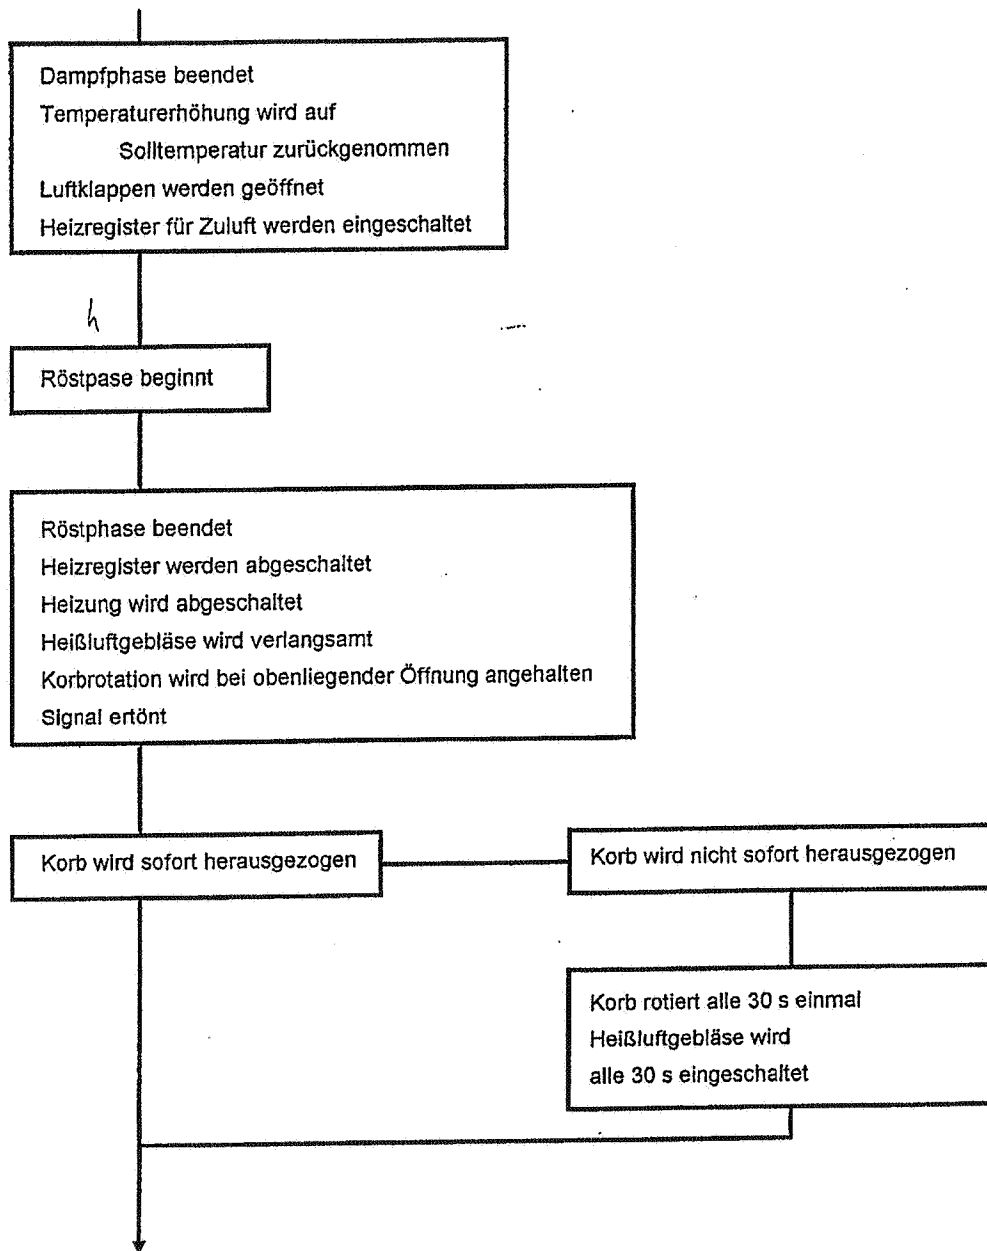 Dampfphase beendet
Temperaturerhöhung wird auf
Solltemperatur zurückgenommen
Luftklappen werden geöffnet
Heizregister für Zuluft werden eingeschaltet
h
Röstpase beginnt
Röstphase beendet
Heizregister werden abgeschaltet
Heizung wird abgeschaltet
Heißluftgebläse wird verlangsamt
Korbrotation wird bei obenliegender Öffnung angehalten
Signal ertönt
Korb wird sofort herausgezogen
Korb wird nicht sofort herausgezogen
Korb rotiert alle 30 s einmal
Heißluftgebläse wird
alle 30 s eingeschaltet